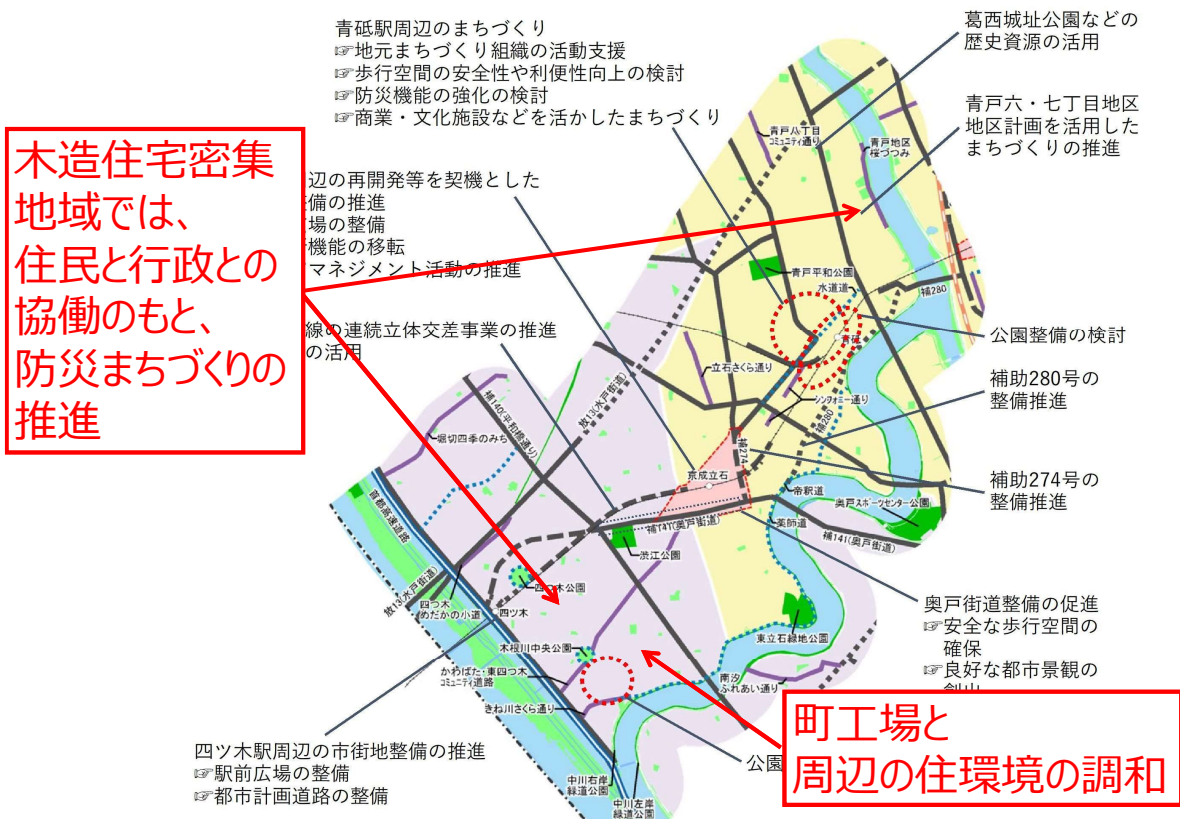 青砥駅周辺のまちづくり
☞地元まちづくり組織の活動支援
☞歩行空間の安全性や利便性向上の検討
☞防災機能の強化の検討
☞商業・文化施設などを活かしたまちづくり
葛西城址公園などの
歴史資源の活用
青戸六・七丁目地区
地区計画を活用した
まちづくりの推進
木造住宅密集
地域では、
住民と行政との
協働のもと、
防災まちづくりの
推進
辺の再開発等を契機とした
備の推進
場の整備
機能の移転
マネジメント活動の推進
線の連続立体交差事業の推進
の活用
青戸八丁目
コミュニティ通り
青戸地区
桜づつみ
青戸平和公園
水道道
補280
青砥
公園整備の検討
立石さくら通り
シンフォニー通り
補280
補助280号の
整備推進
放13(水戸街道)
補140(平和橋通り)
堀切四季のみち
補274
京成立石
帝釈道
奥戸スポーツセンター公園
補助274号の
整備推進
首都高速道路
薬師道
補141(奥戸街道)
補141(奥戸街道)
渋江公園
四つ木公園
放13(水戸街道)
四つ木
めだかの小道
四ツ木
東立石緑地公園
奥戸街道整備の促進
☞安全な歩行空間の
確保
☞良好な都市景観の
木根川中央公園
かわばた・東四つ木
コミュニティ道路
南汐
ふれあい通り
きね川さくら通り
町工場と
周辺の住環境の調和
四ツ木駅周辺の市街地整備の推進
☞駅前広場の整備
☞都市計画道路の整備
公園
中川右岸
緑道公園
中川左岸
緑道公園